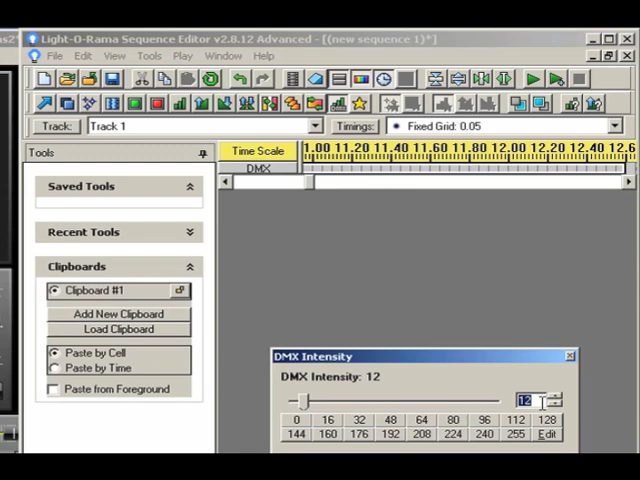 Light-O-Rama Sequence Editor v2.8.12 Advanced - [(new sequence 1)*]
File Edit View Tools Play Window Help
Track: Track 1 Timings: Fixed Grid: 0.05
Tools
Time Scale 1.00 11.20 11.40 11.60 11.80 12.00 12.20 12.40 12.6
DMX
Saved Tools
Recent Tools
Clipboards
Clipboard #1
Add New Clipboard
Load Clipboard
Paste by Cell
Paste by Time
Paste from Foreground
DMX Intensity
DMX Intensity: 12
12
0 16 32 48 64 80 96 112 128
144 160 176 192 208 224 240 255 Edit